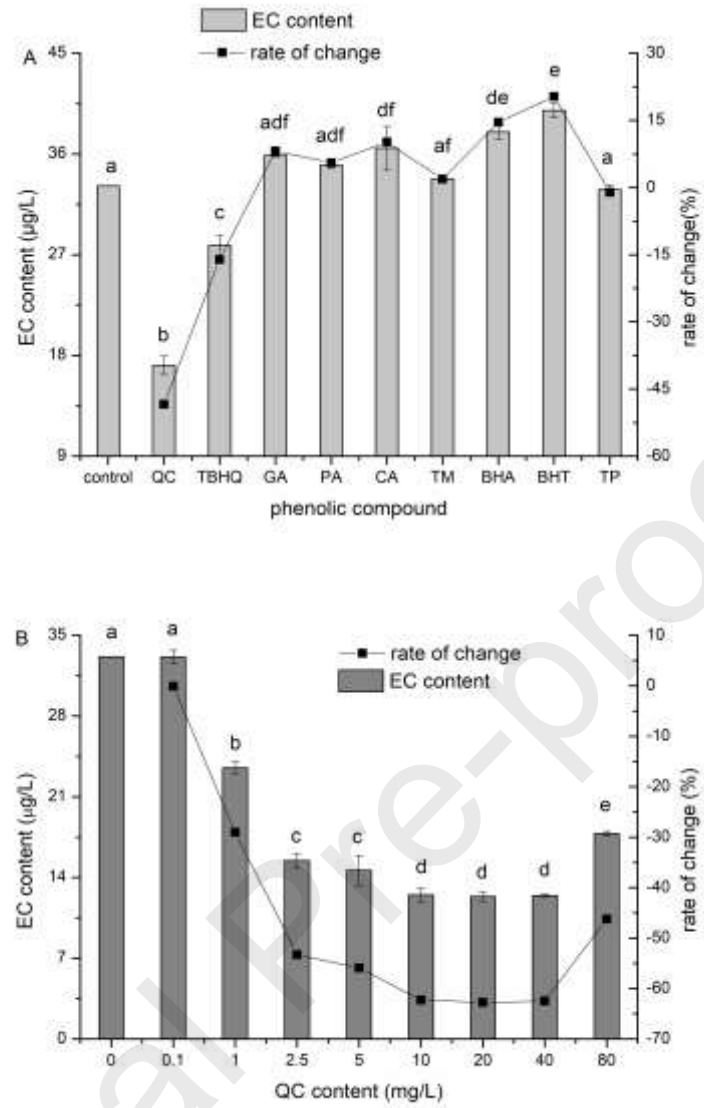 EC content
rate of change
A
45
36
27
18
9
EC content (µg/L)
30
15
0
-15
-30
-45
-60
rate of change(%)
a
b
c
adf
adf
df
af
de
e
a
control QC TBHQ GA PA CA TM BHA BHT TP
phenolic compound
B
35
28
21
14
7
0
EC content (µg/L)
rate of change
EC content
10
0
-10
-20
-30
-40
-50
-60
-70
rate of change (%)
a
a
b
c
c
d
d
d
e
0 0.1 1 2.5 5 10 20 40 80
QC content (mg/L)
al Pre-proo